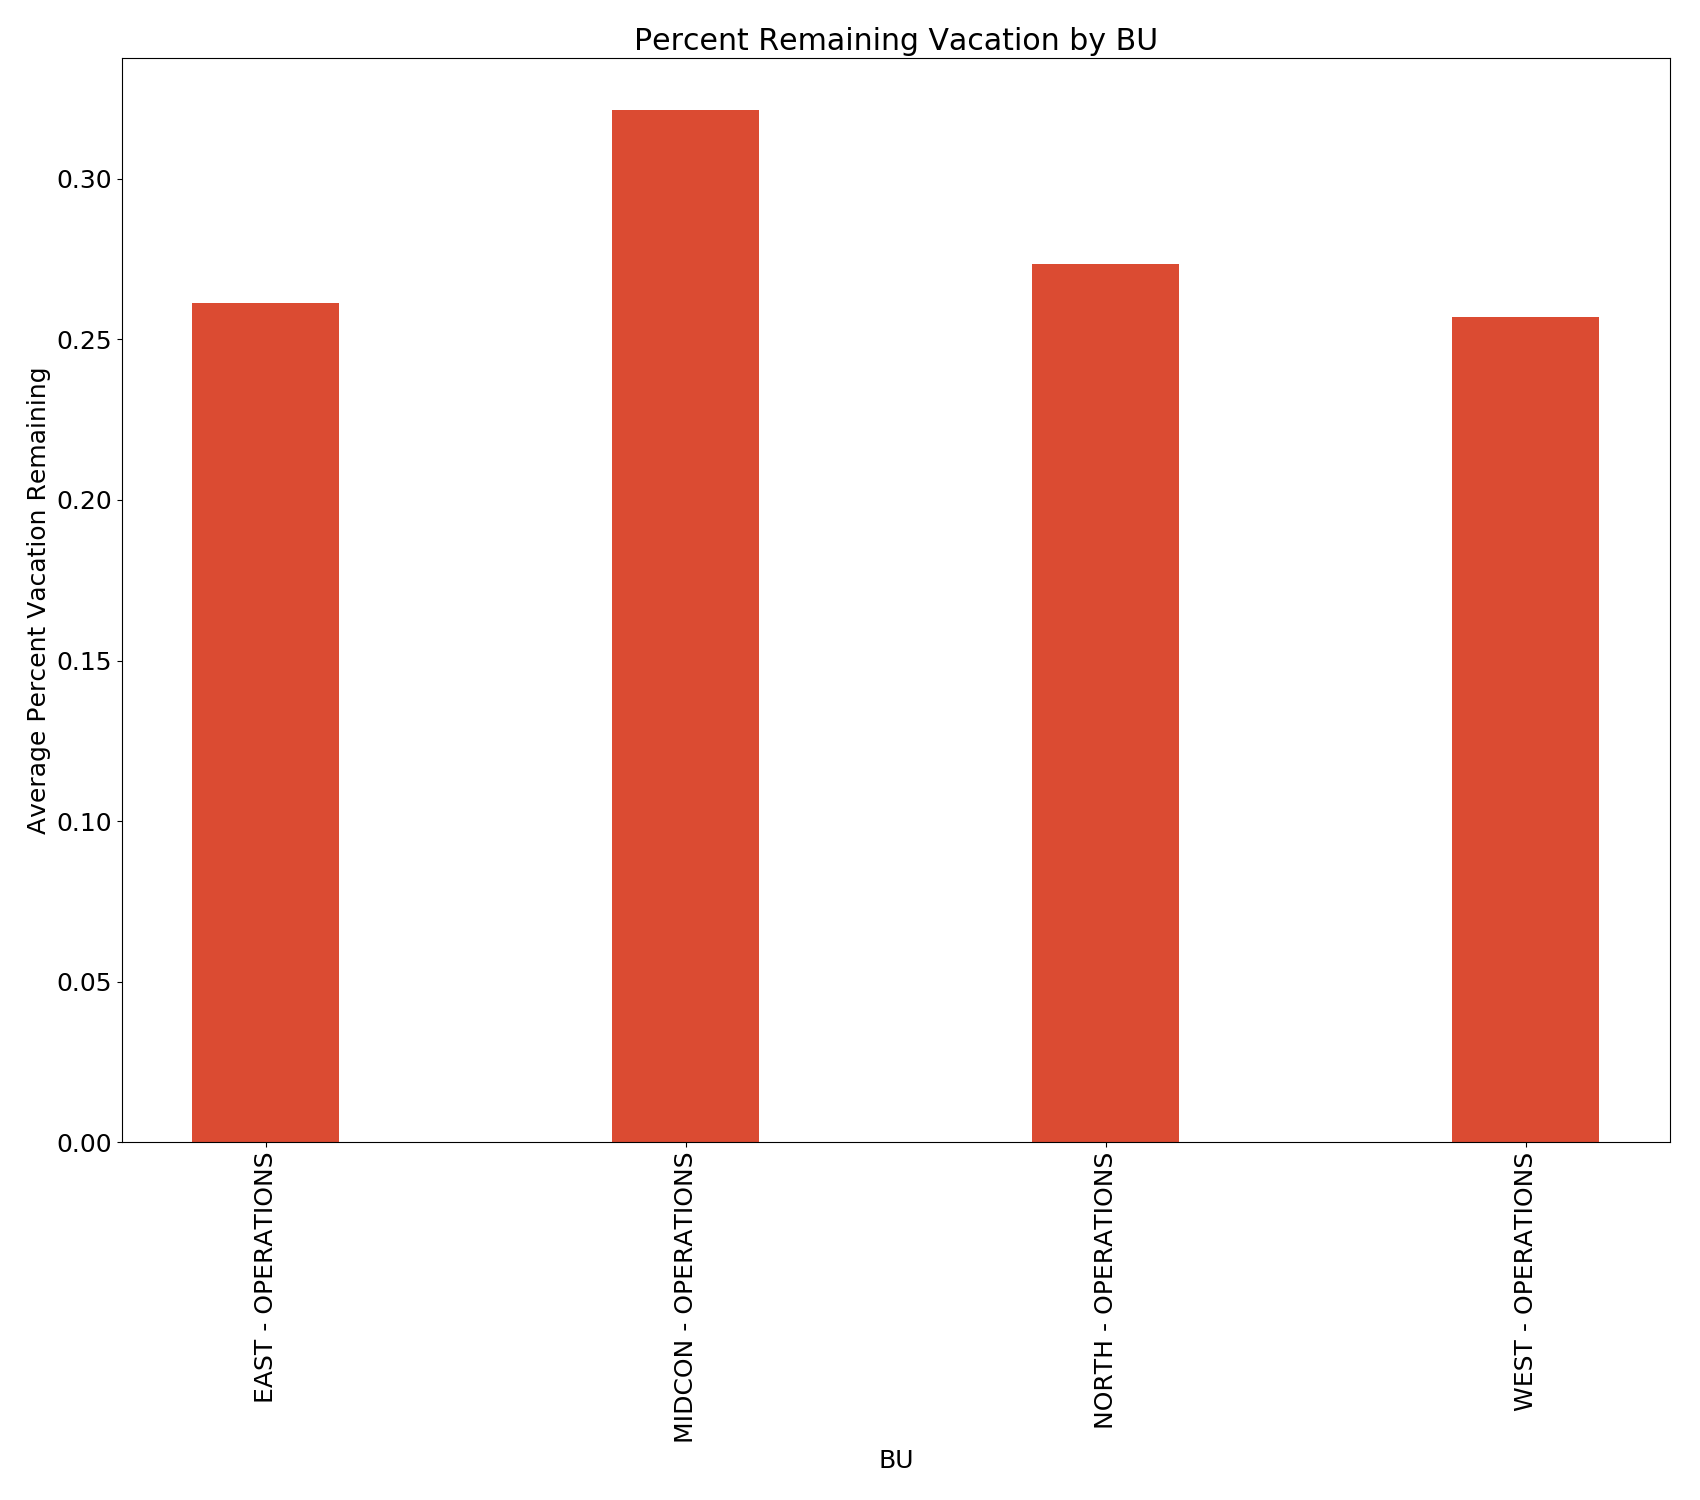 Percent Remaining Vacation by BU
Average Percent Vacation Remaining
0.30
0.25
0.20
0.15
0.10
0.05
0.00
EAST - OPERATIONS
MIDCON - OPERATIONS
NORTH - OPERATIONS
WEST - OPERATIONS
BU